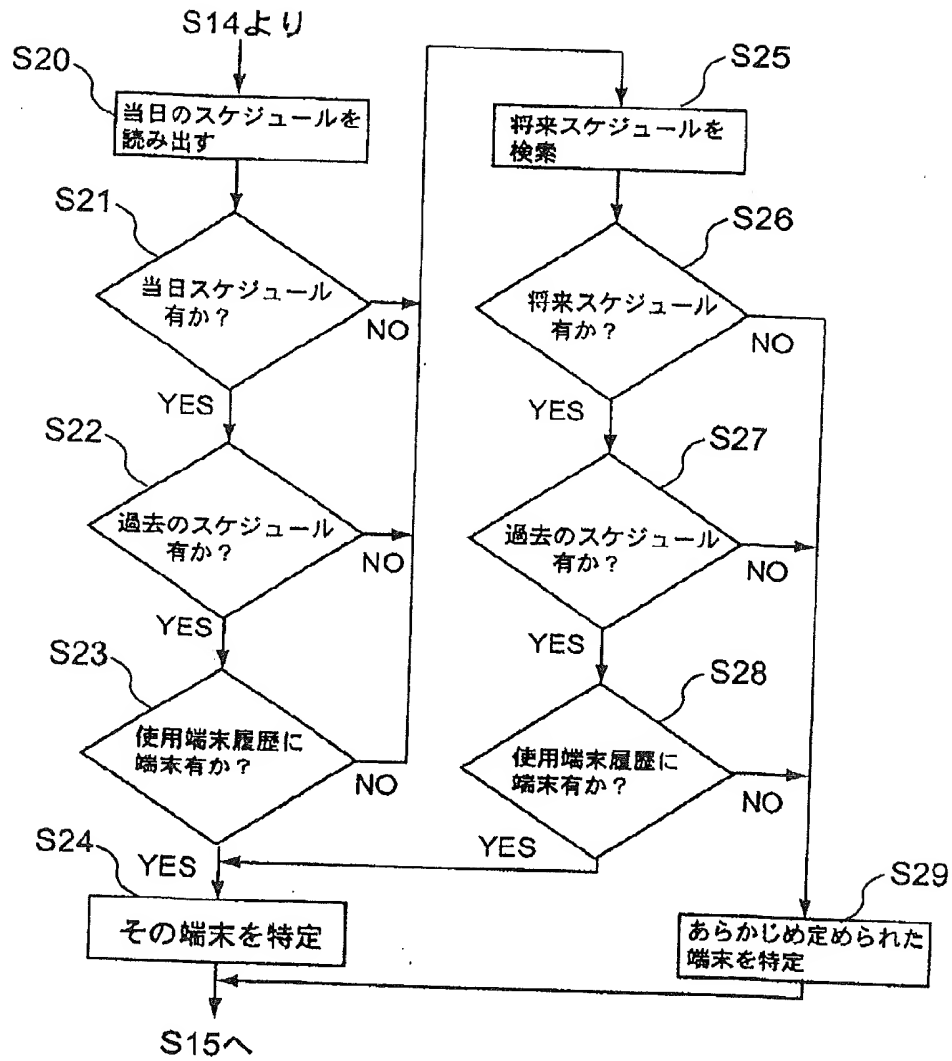 S14より
S20
当日のスケジュールを
読み出す
S21
当日スケジュール
有か？
NO
YES
S22
過去のスケジュール
有か？
NO
YES
S23
使用端末履歴に
端末有か？
NO
YES
S24
その端末を特定
S15へ
S25
将来スケジュールを
検索
S26
将来スケジュール
有か？
NO
YES
S27
過去のスケジュール
有か？
NO
YES
S28
使用端末履歴に
端末有か？
NO
YES
S29
あらかじめ定められた
端末を特定